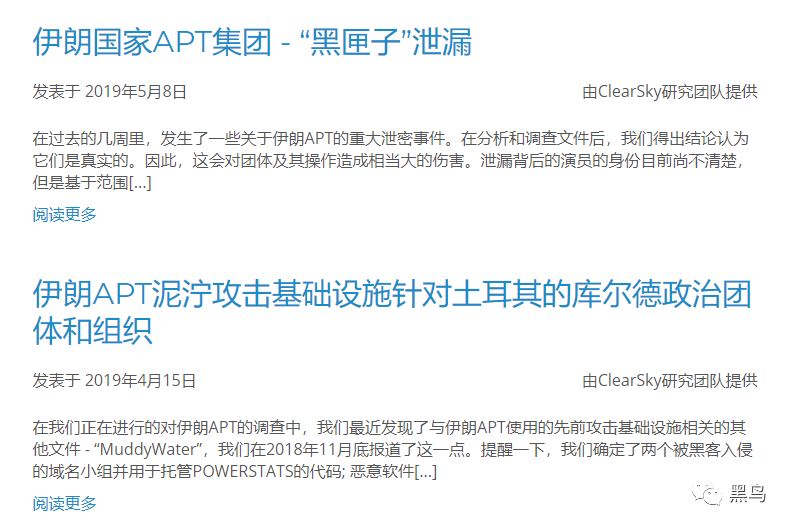 伊朗国家APT集团 - “黑匣子”泄漏
发表于 2019年5月8日 由ClearSky研究团队提供
在过去的几周里，发生了一些关于伊朗APT的重大泄密事件。在分析和调查文件后，我们得出结论认为
它们是真实的。因此，这会对团体及其操作造成相当大的伤害。泄漏背后的演员的身份目前尚不清楚，
但是基于范围[...]
阅读更多
伊朗APT泥泞攻击基础设施针对土耳其的库尔德政治团
体和组织
发表于 2019年4月15日 由ClearSky研究团队提供
在我们正在进行的对伊朗APT的调查中，我们最近发现了与伊朗APT使用的先前攻击基础设施相关的其
他文件 - “MuddyWater”，我们在2018年11月底报道了这一点。提醒一下，我们确定了两个被黑客入侵
的域名小组并用于托管POWERSTATS的代码; 恶意软件[...]
阅读更多
黑鸟